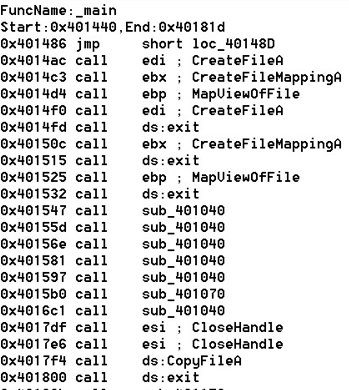 FuncName:_main
Start:0x401440,End:0x40181d
0x401486 jmp short loc_40148D
0x4014ac call edi ; CreateFileA
0x4014c3 call ebx ; CreateFileMappingA
0x4014d4 call ebp ; MapViewOfFile
0x4014f0 call edi ; CreateFileA
0x4014fd call ds:exit
0x40150c call ebx ; CreateFileMappingA
0x401515 call ds:exit
0x401525 call ebp ; MapViewOfFile
0x401532 call ds:exit
0x401547 call sub_401040
0x40155d call sub_401040
0x40156e call sub_401040
0x401581 call sub_401040
0x401597 call sub_401040
0x4015b0 call sub_401070
0x4016c1 call sub_401040
0x4017df call esi ; CloseHandle
0x4017e6 call esi ; CloseHandle
0x4017f4 call ds:CopyFileA
0x401800 call ds:exit